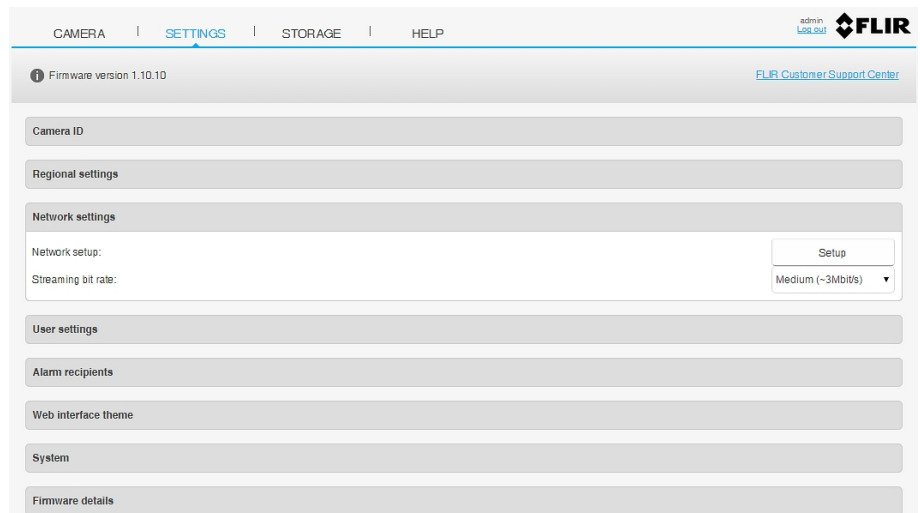 CAMERA | SETTINGS | STORAGE | HELP
admin
Log out
FLIR
Firmware version 1.10.10
FLIR Customer Support Center
Camera ID
Regional settings
Network settings
Network setup: Setup
Streaming bit rate: Medium (~3Mbit/s)
User settings
Alarm recipients
Web interface theme
System
Firmware details